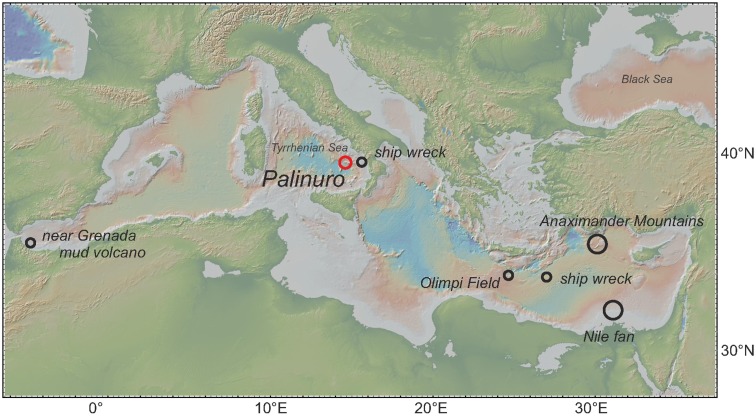 Black Sea
40°N
Tyrrhenian Sea
ship wreck
Palinuro
Anaximander Mountains
near Grenada
mud volcano
Olimpi Field
ship wreck
Nile fan
30°N
0°
10°E
20°E
30°E